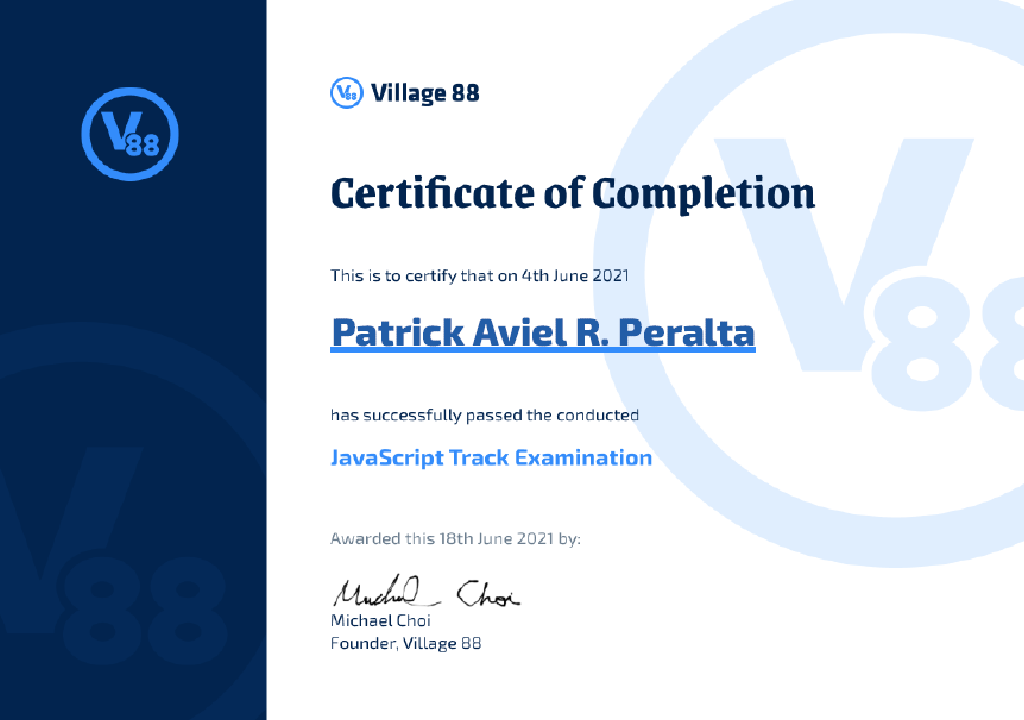 V88
V88 Village 88
Certificate of Completion
This is to certify that on 4th June 2021
Patrick Aviel R. Peralta
has successfully passed the conducted
JavaScript Track Examination
Awarded this 18th June 2021 by:
Michael Choi
Michael Choi
Founder, Village 88
V88
V88